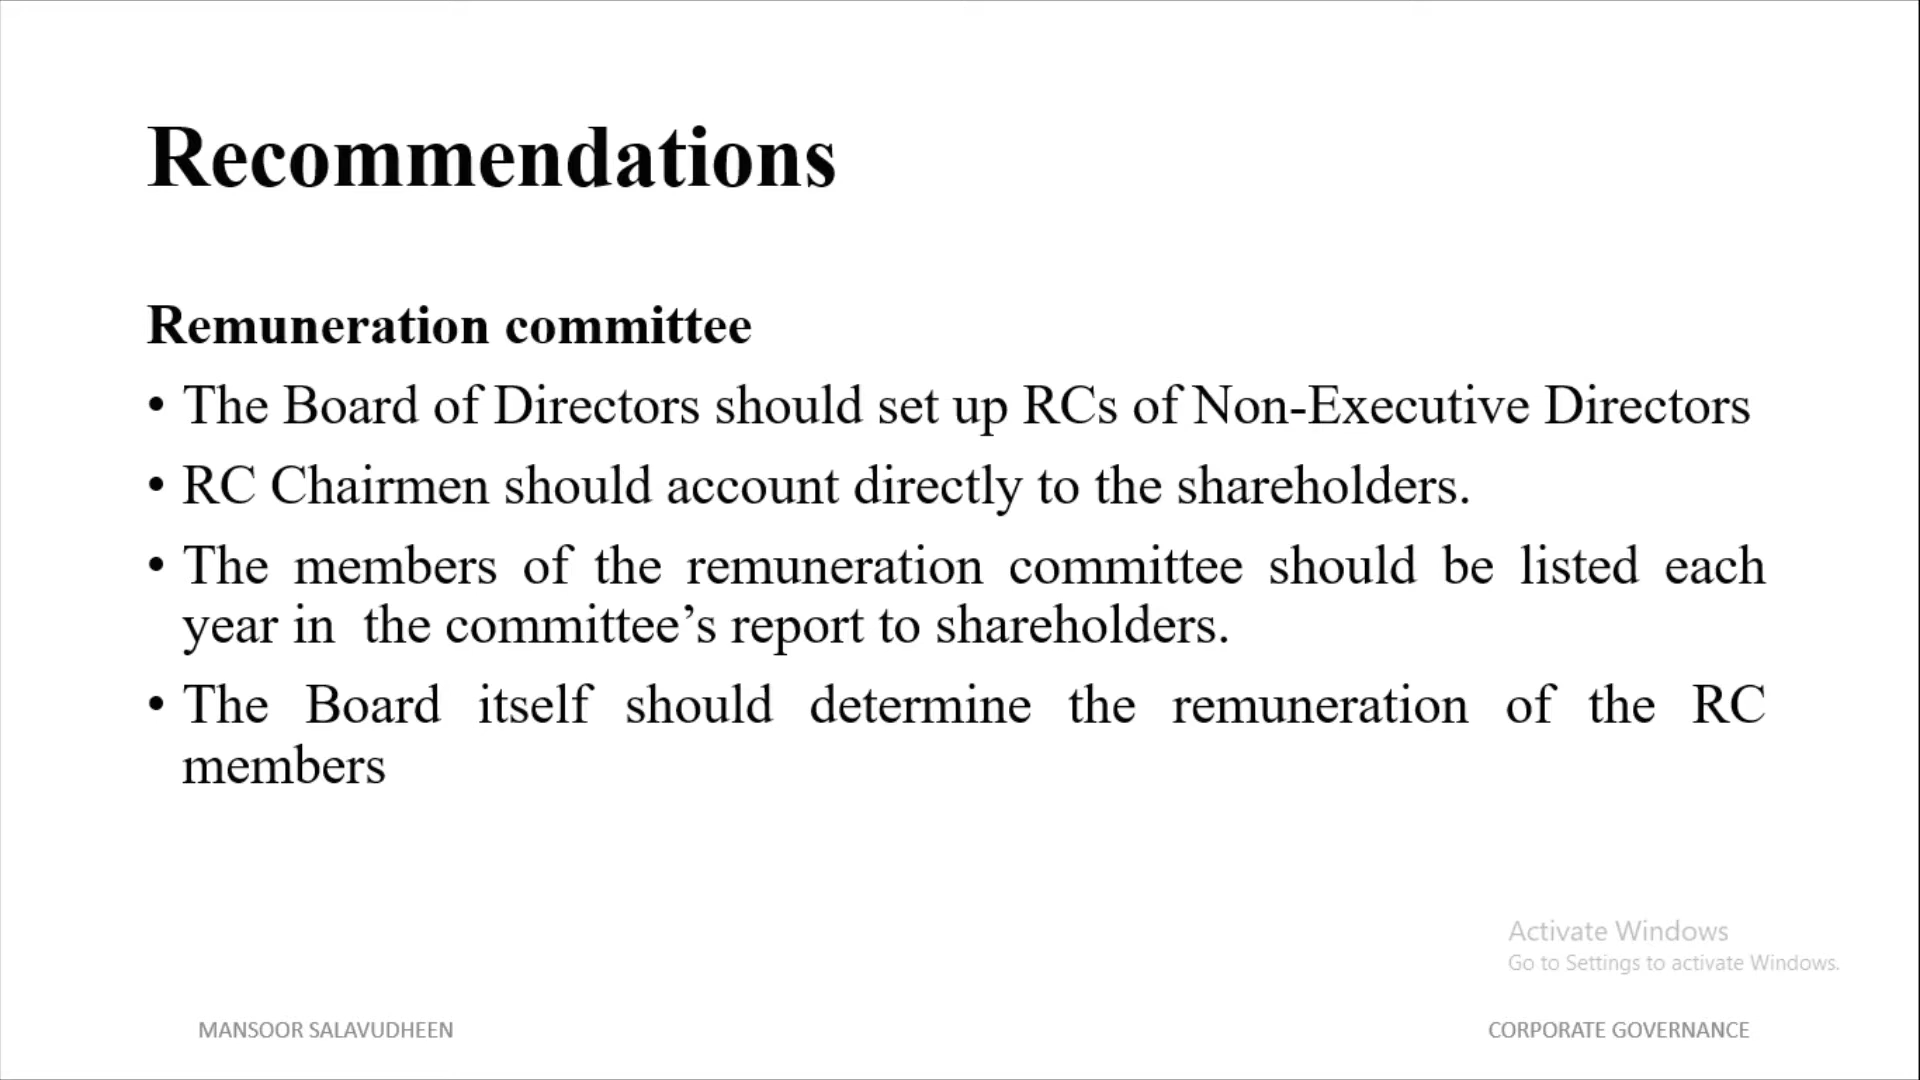 Recommendations
Remuneration committee
• The Board of Directors should set up RCs of Non-Executive Directors
• RC Chairmen should account directly to the shareholders.
• The members of the remuneration committee should be listed each
year in  the committee’s report to shareholders.
• The Board itself should determine the remuneration of the RC
members
Activate Windows
Go to Settings to activate Windows.
MANSOOR SALAVUDHEEN
CORPORATE GOVERNANCE